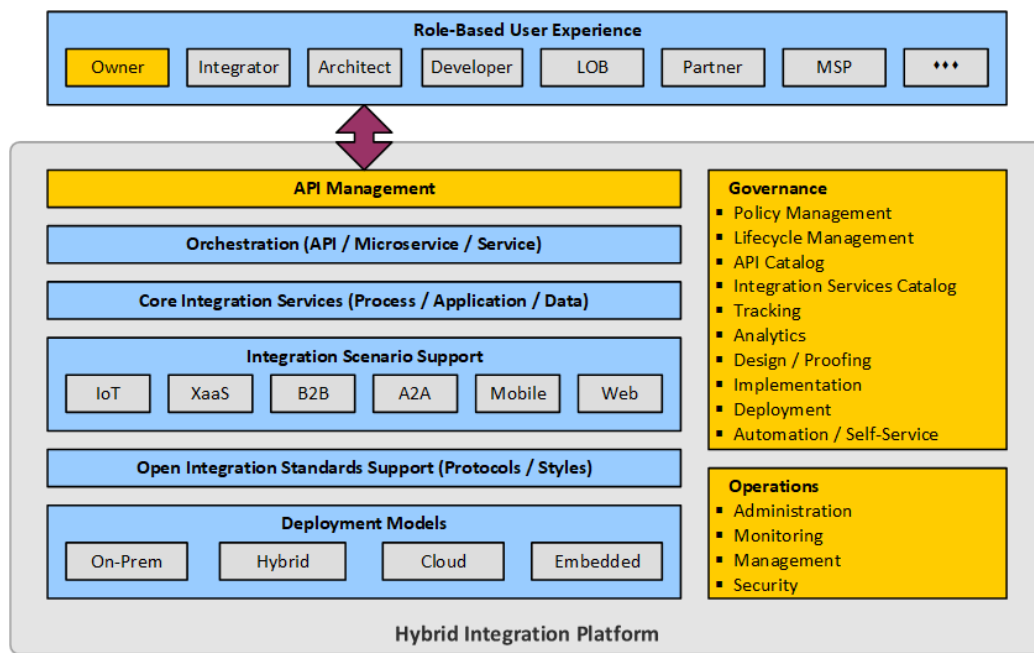 Role-Based User Experience
Owner Integrator Architect Developer LOB Partner MSP ♦♦♦
API Management
Orchestration (API / Microservice / Service)
Core Integration Services (Process / Application / Data)
Integration Scenario Support
IoT XaaS B2B A2A Mobile Web
Open Integration Standards Support (Protocols / Styles)
Deployment Models
On-Prem Hybrid Cloud Embedded
Governance
▪ Policy Management
▪ Lifecycle Management
▪ API Catalog
▪ Integration Services Catalog
▪ Tracking
▪ Analytics
▪ Design / Proofing
▪ Implementation
▪ Deployment
▪ Automation / Self-Service
Operations
▪ Administration
▪ Monitoring
▪ Management
▪ Security
Hybrid Integration Platform